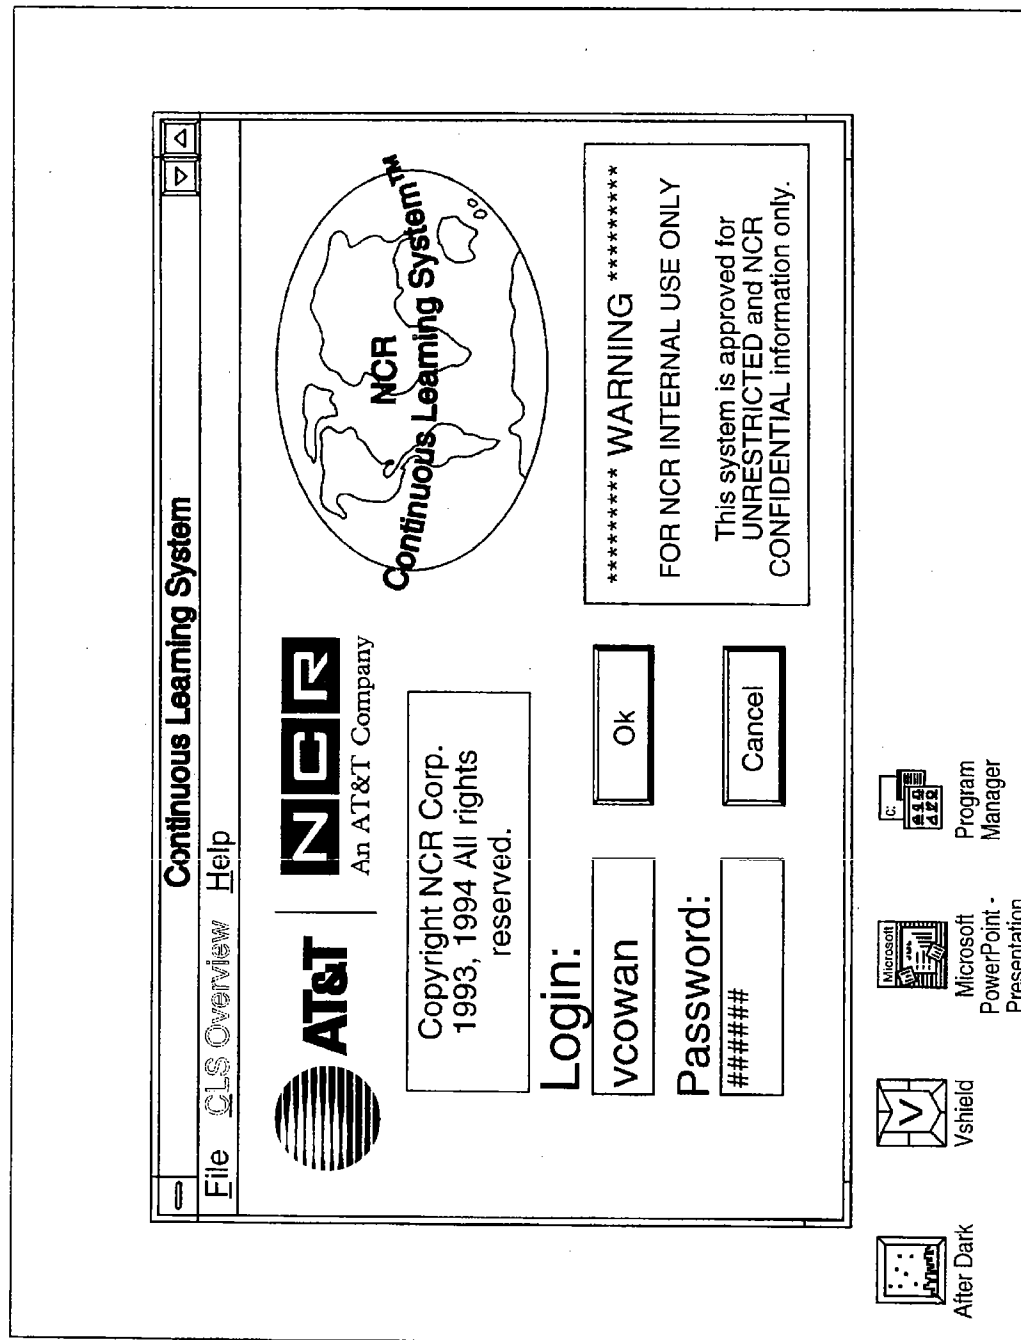 Continuous Learning System
File CLS Overview Help
AT&T
NCR
An AT&T Company
NCR
Continuous Learning System™
Copyright NCR Corp.
1993, 1994 All rights
reserved.
Login:
vcowan
Ok
Password:
######
Cancel
********** WARNING **********
FOR NCR INTERNAL USE ONLY
This system is approved for
UNRESTRICTED and NCR
CONFIDENTIAL information only.
After Dark
V
Vshield
Microsoft
Microsoft
PowerPoint -
Presentation
C:
Program
Manager